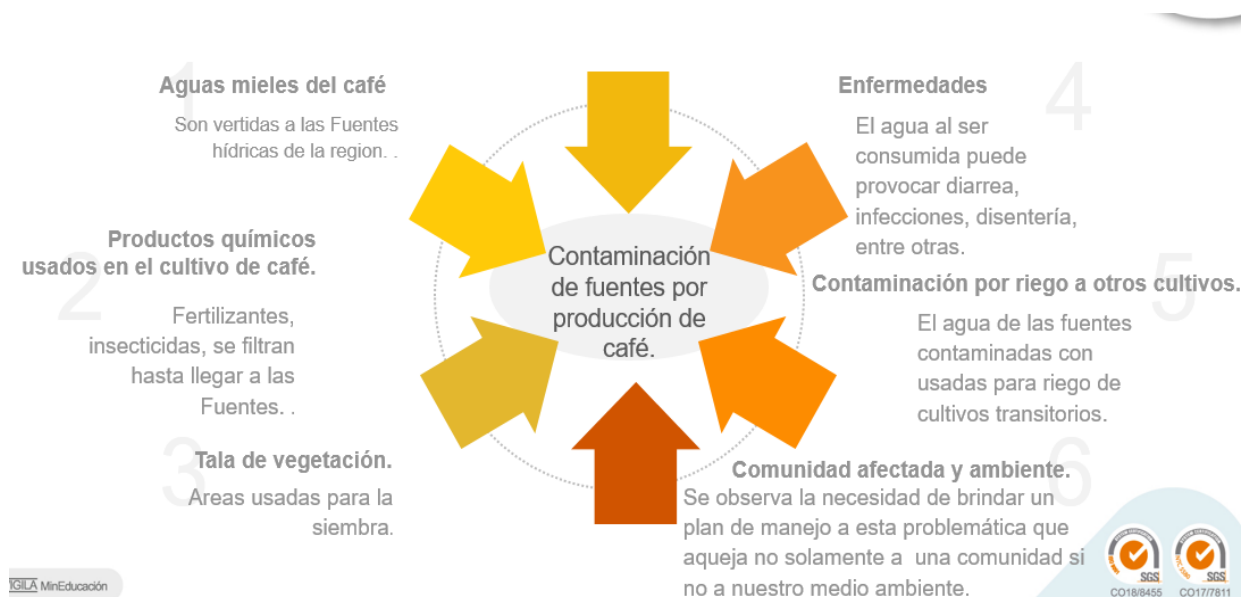 1
Aguas mieles del café
Son vertidas a las Fuentes
hídricas de la region. .
2
Productos químicos
usados en el cultivo de café.
Fertilizantes,
insecticidas, se filtran
hasta llegar a las
Fuentes. .
3
Tala de vegetación.
Areas usadas para la
siembra.
Contaminación
de fuentes por
producción de
café.
4
Enfermedades
El agua al ser
consumida puede
provocar diarrea,
infecciones, disentería,
entre otras.
5
Contaminación por riego a otros cultivos.
El agua de las fuentes
contaminadas con
usadas para riego de
cultivos transitorios.
6
Comunidad afectada y ambiente.
Se observa la necesidad de brindar un
plan de manejo a esta problemática que
aqueja no solamente a una comunidad si
no a nuestro medio ambiente.
MinEducación
SGS
SGS
CO18/8455
CO17/7811